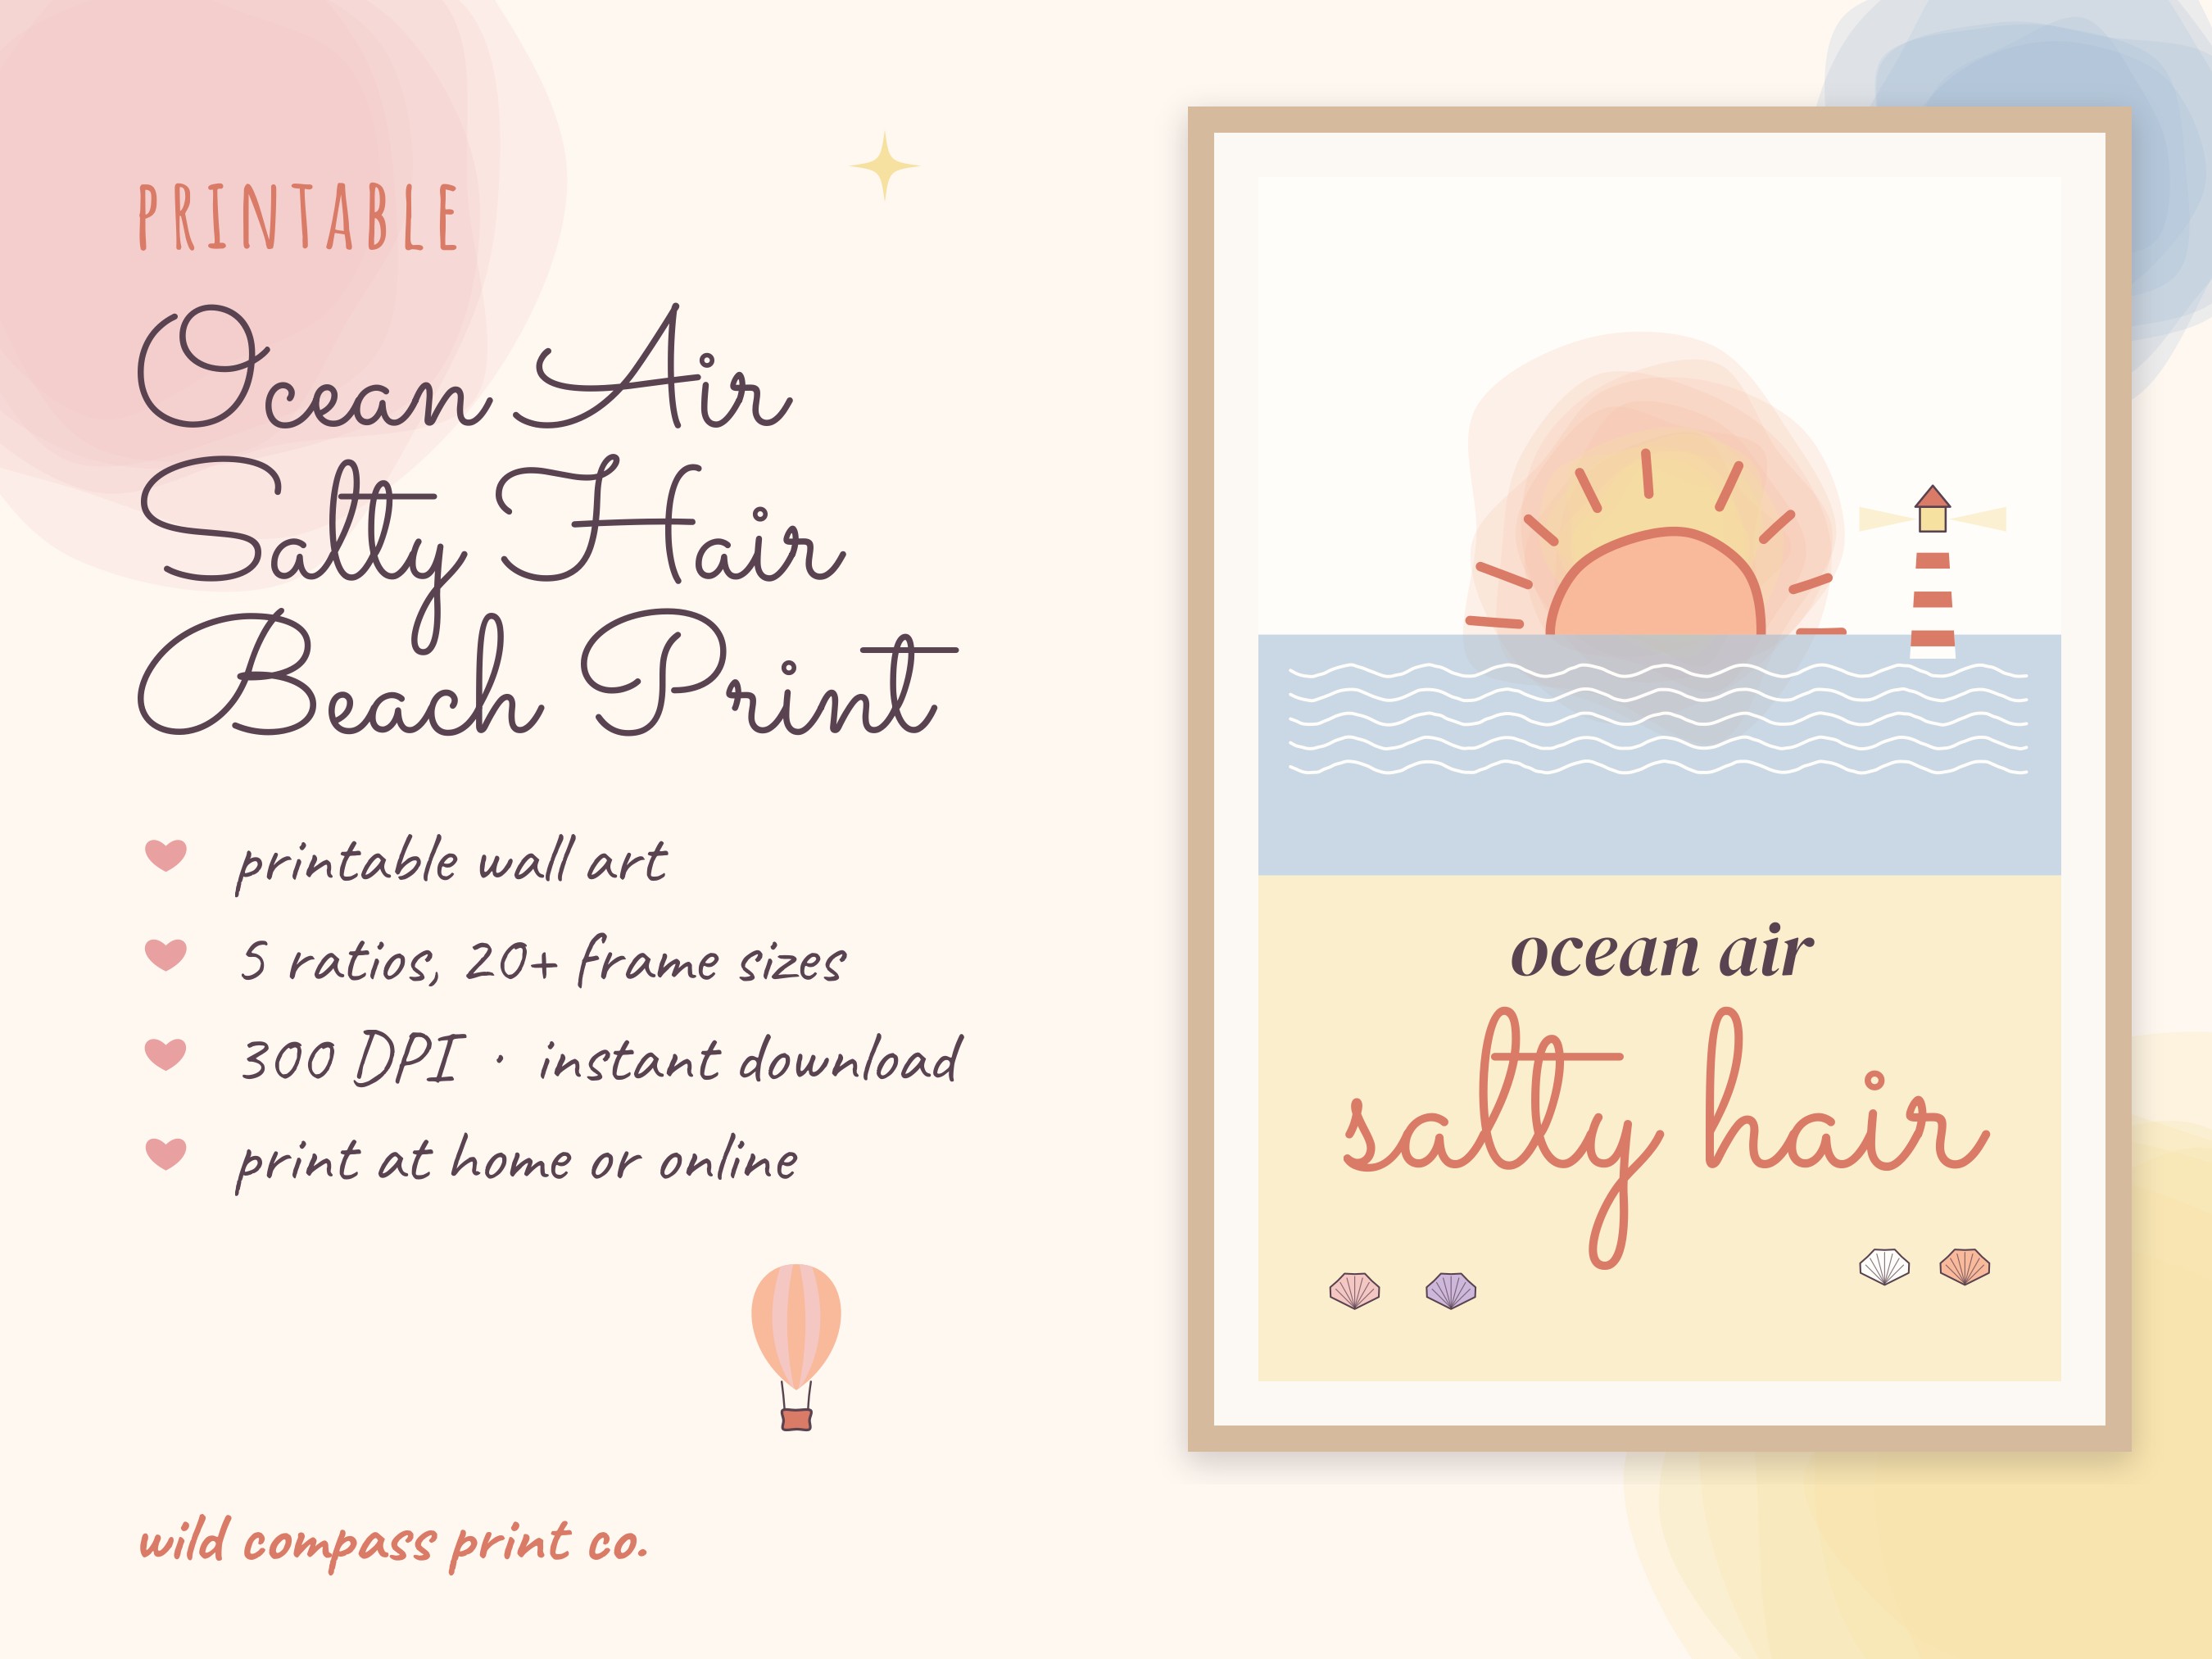 PRINTABLE
Ocean Air
Salty Hair
Beach Print
printable wall art
5 ratios, 20+ frame sizes
300 DPI · instant download
print at home or online
wild compass print co.
ocean air
salty hair